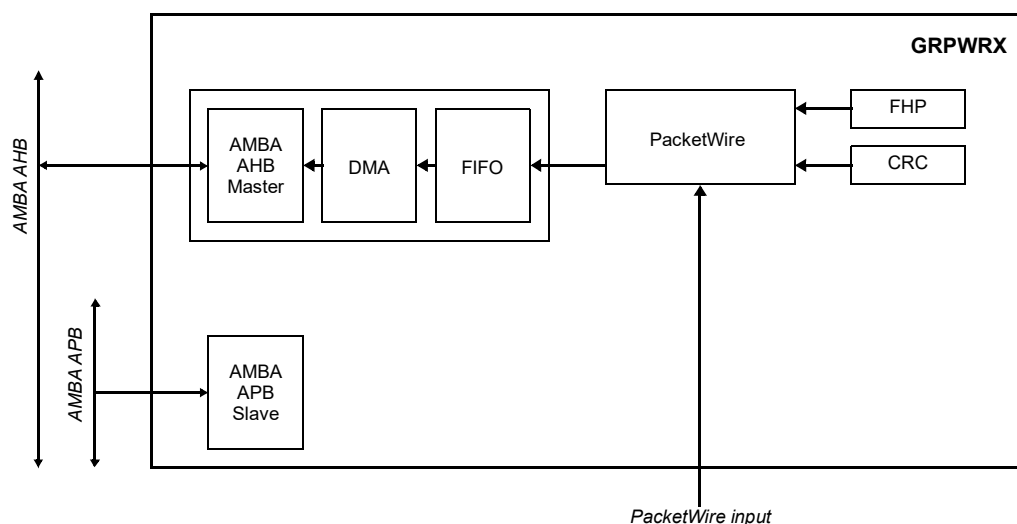 GRPWRX
FHP
AMBA
AHB
Master
DMA
FIFO
PacketWire
CRC
AMBA AHB
AMBA APB
AMBA
APB
Slave
PacketWire input